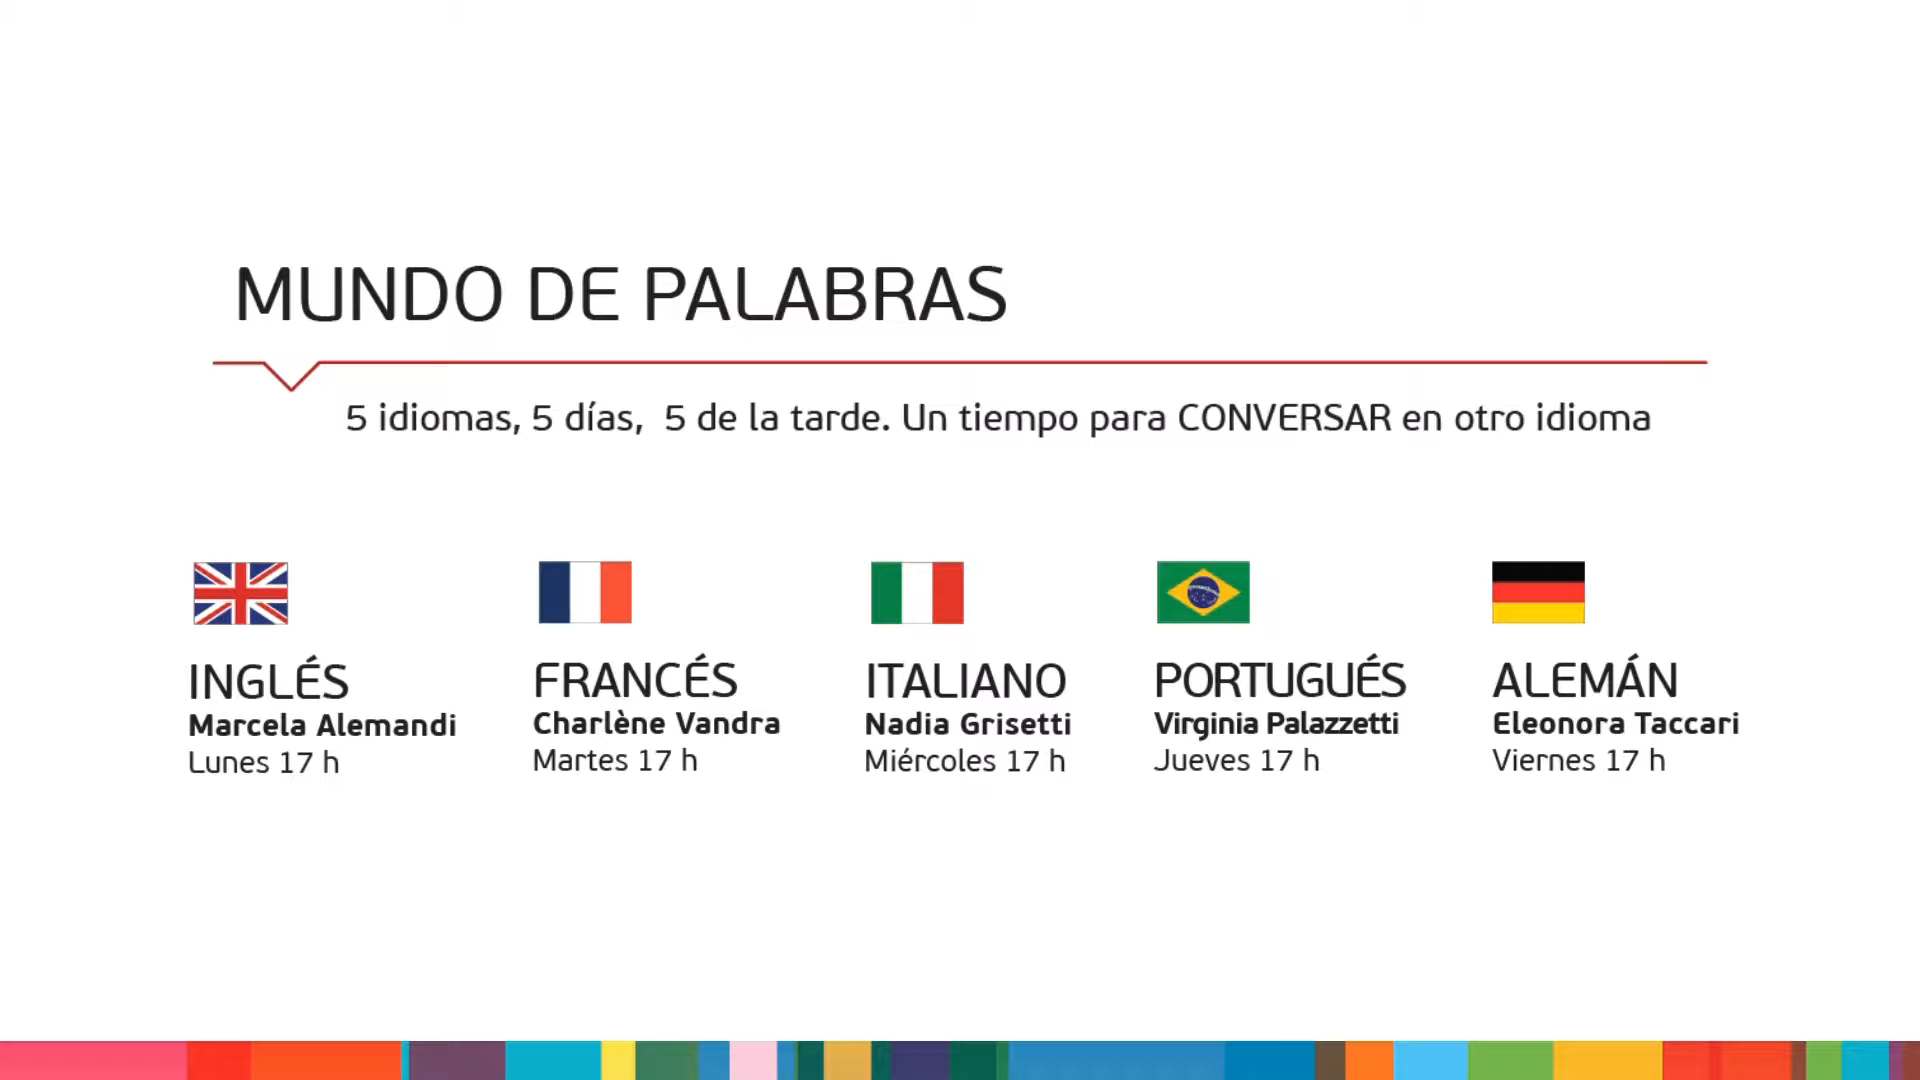 MUNDO DE PALABRAS
5 idiomas, 5 días, 5 de la tarde. Un tiempo para CONVERSAR en otro idioma
INGLÉS
Marcela Alemandi
Lunes 17 h
FRANCÉS
Charlène Vandra
Martes 17 h
ITALIANO
Nadia Grisetti
Miércoles 17 h
PORTUGUÉS
Virginia Palazzetti
Jueves 17 h
ALEMÁN
Eleonora Taccari
Viernes 17 h